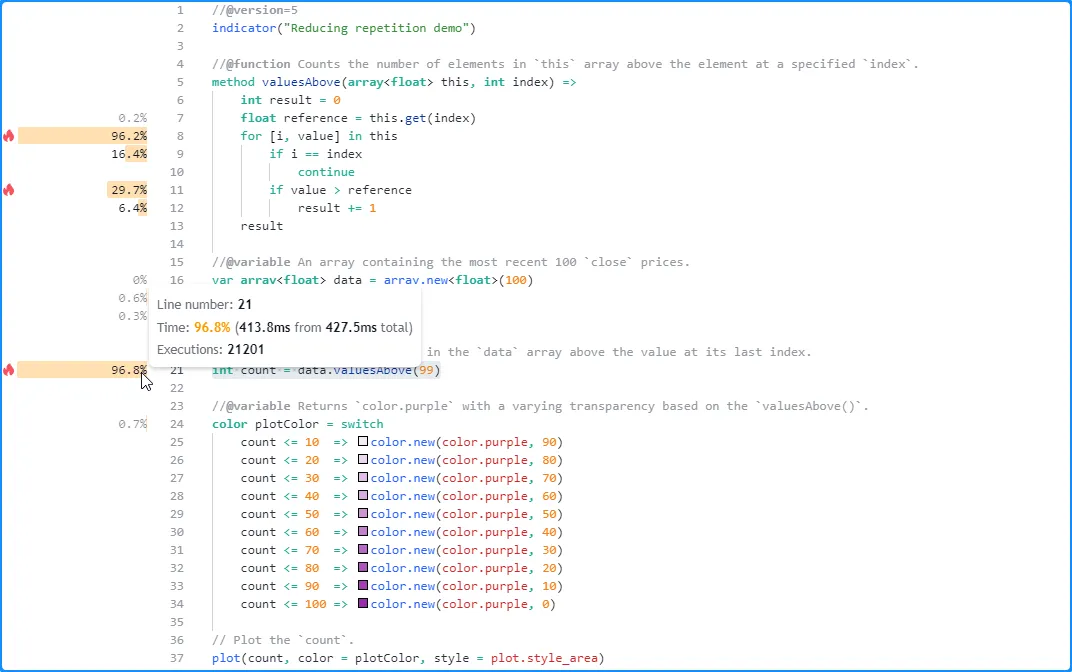 1 //@version=5
2 indicator("Reducing repetition demo")
3
4 //@function Counts the number of elements in `this` array above the element at a specified `index`.
5 method valuesAbove(array<float> this, int index) =>
6 int result = 0
0.2% 7 float reference = this.get(index)
96.2% 8 for [i, value] in this
16.4% 9 if i == index
10 continue
29.7% 11 if value > reference
6.4% 12 result += 1
13 result
14
15 //@variable An array containing the most recent 100 `close` prices.
0% 16 var array<float> data = array.new<float>(100)
0.6%
Line number: 21
0.3%
Time: 96.8% (413.8ms from 427.5ms total)
Executions: 21201
in the `data` array above the value at its last index.
96.8% 21 int count = data.valuesAbove(99)
22
23 //@variable Returns `color.purple` with a varying transparency based on the `valuesAbove()`.
0.7% 24 color plotColor = switch
25 count <= 10 => color.new(color.purple, 90)
26 count <= 20 => color.new(color.purple, 80)
27 count <= 30 => color.new(color.purple, 70)
28 count <= 40 => color.new(color.purple, 60)
29 count <= 50 => color.new(color.purple, 50)
30 count <= 60 => color.new(color.purple, 40)
31 count <= 70 => color.new(color.purple, 30)
32 count <= 80 => color.new(color.purple, 20)
33 count <= 90 => color.new(color.purple, 10)
34 count <= 100 => color.new(color.purple, 0)
35
36 // Plot the `count`.
37 plot(count, color = plotColor, style = plot.style_area)